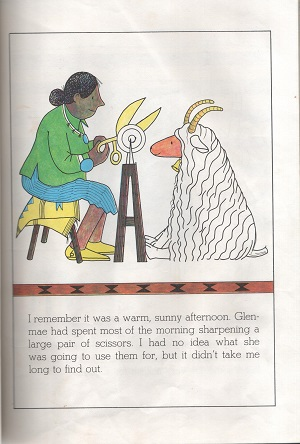 I remember it was a warm, sunny afternoon. Glen-
mae had spent most of the morning sharpening a
large pair of scissors. I had no idea what she
was going to use them for, but it didn't take me
long to find out.